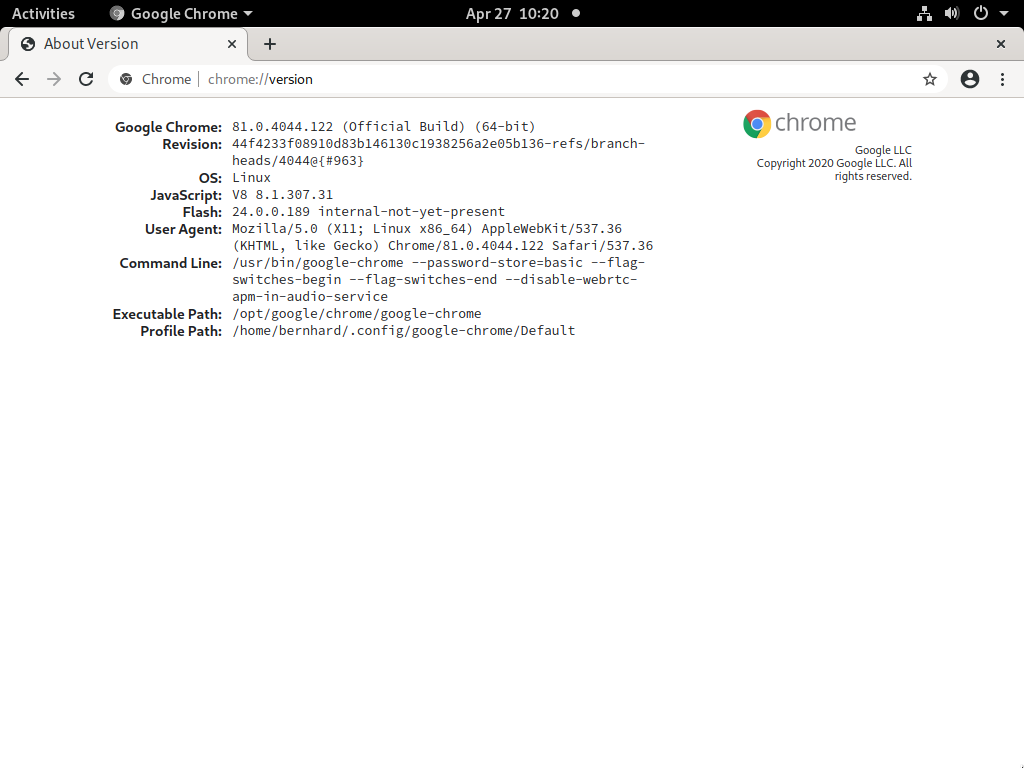 Activities Google Chrome Apr 27 10:20
About Version
Chrome chrome://version
chrome
Google LLC
Copyright 2020 Google LLC. All
rights reserved.
Google Chrome: 81.0.4044.122 (Official Build) (64-bit)
Revision: 44f4233f08910d83b146130c1938256a2e05b136-refs/branch-
heads/4044@{#963}
OS: Linux
JavaScript: V8 8.1.307.31
Flash: 24.0.0.189 internal-not-yet-present
User Agent: Mozilla/5.0 (X11; Linux x86_64) AppleWebKit/537.36
(KHTML, like Gecko) Chrome/81.0.4044.122 Safari/537.36
Command Line: /usr/bin/google-chrome --password-store=basic --flag-
switches-begin --flag-switches-end --disable-webrtc-
apm-in-audio-service
Executable Path: /opt/google/chrome/google-chrome
Profile Path: /home/bernhard/.config/google-chrome/Default